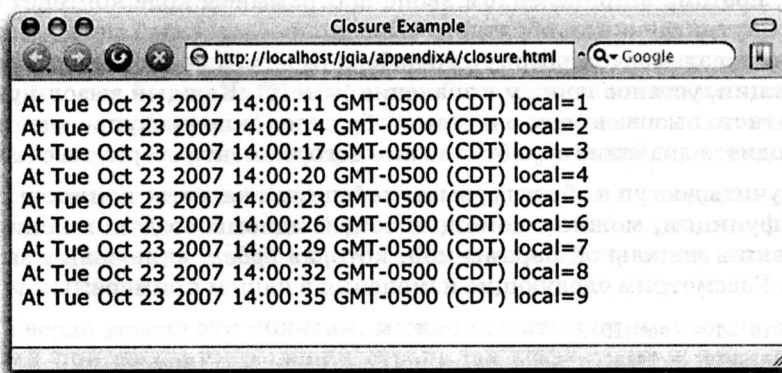 Closure Example
http://localhost/jqia/appendixA/closure.html
Google
At Tue Oct 23 2007 14:00:11 GMT-0500 (CDT) local=1
At Tue Oct 23 2007 14:00:14 GMT-0500 (CDT) local=2
At Tue Oct 23 2007 14:00:17 GMT-0500 (CDT) local=3
At Tue Oct 23 2007 14:00:20 GMT-0500 (CDT) local=4
At Tue Oct 23 2007 14:00:23 GMT-0500 (CDT) local=5
At Tue Oct 23 2007 14:00:26 GMT-0500 (CDT) local=6
At Tue Oct 23 2007 14:00:29 GMT-0500 (CDT) local=7
At Tue Oct 23 2007 14:00:32 GMT-0500 (CDT) local=8
At Tue Oct 23 2007 14:00:35 GMT-0500 (CDT) local=9